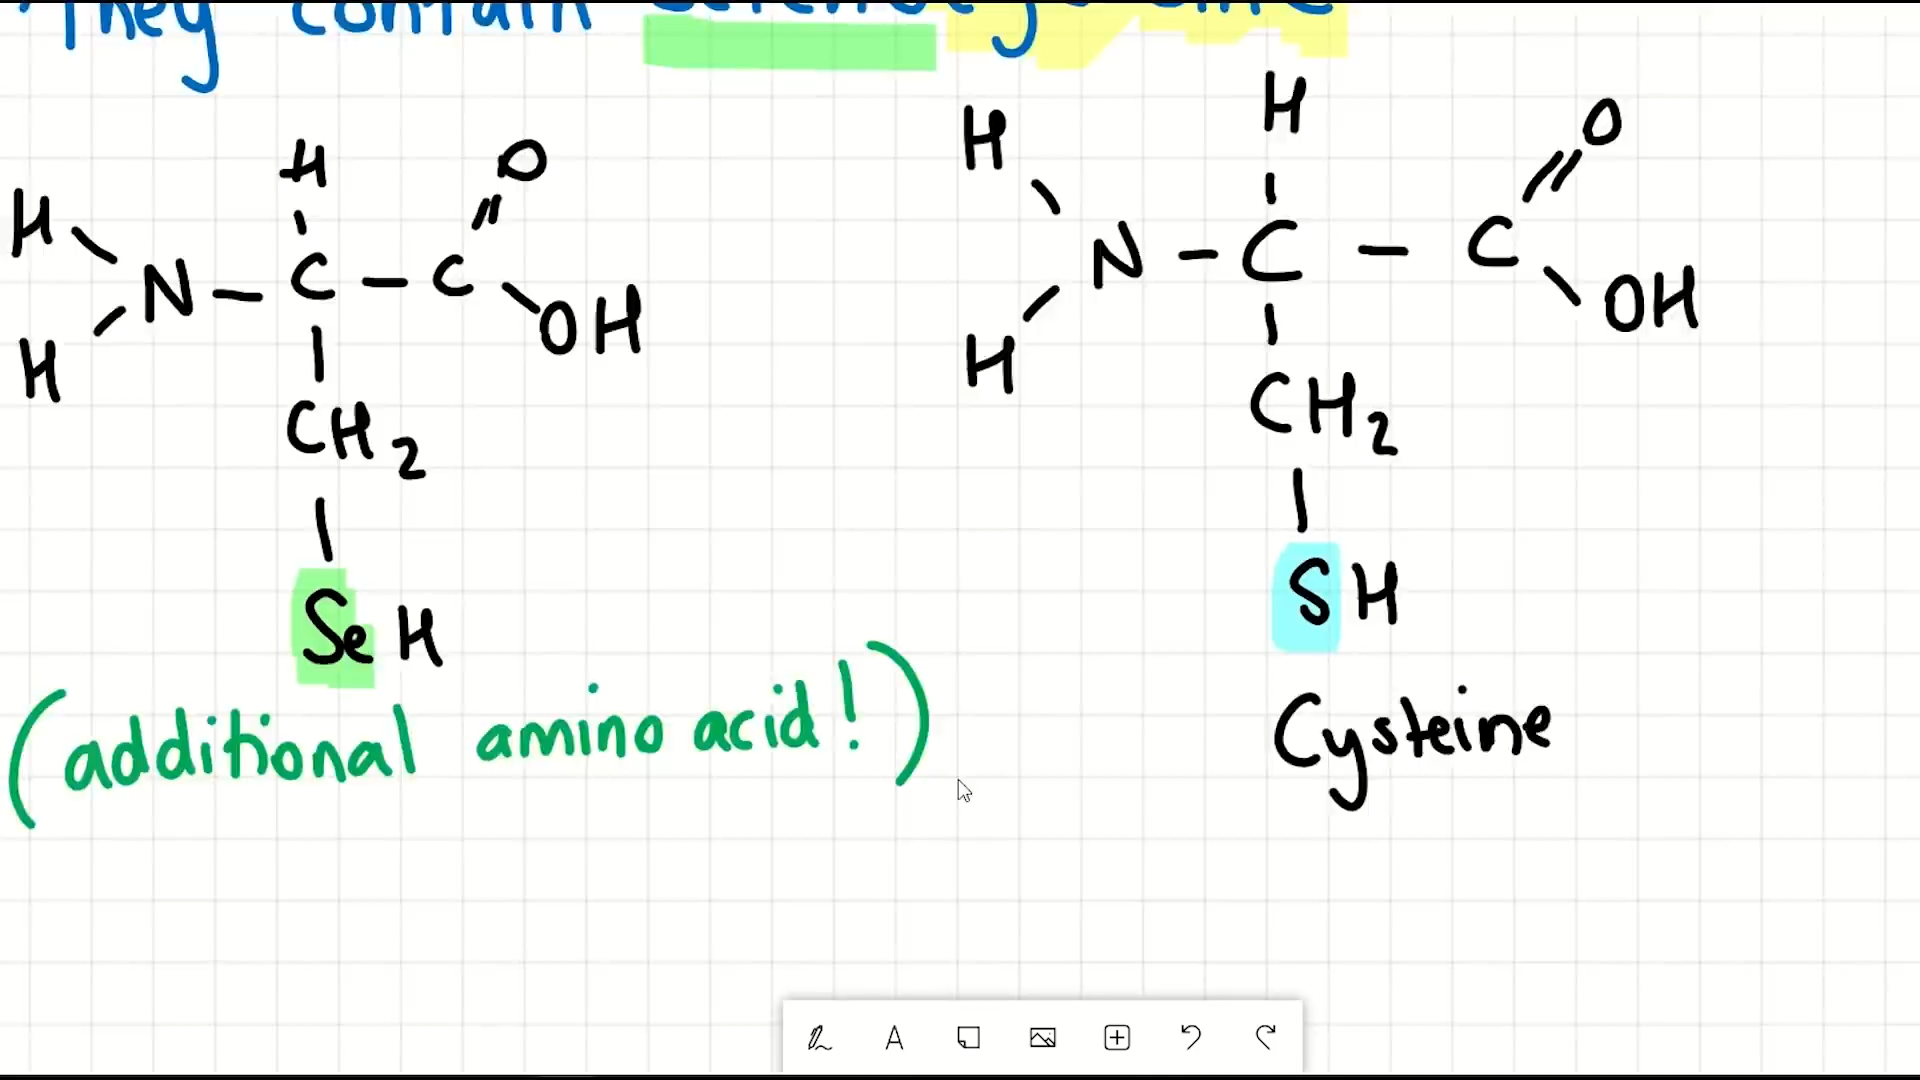 They contain
H
H
O
H
H
O
N - C - C
OH
N - C - C
OH
H
H
CH2
CH2
SeH
SH
(additional amino acid!)
Cysteine
A